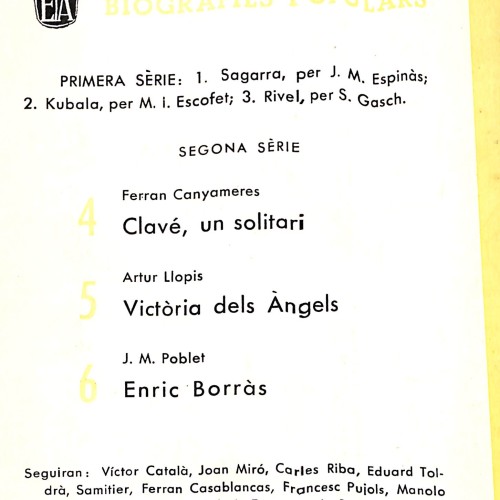 BIOGRAFIES POPULARS
PRIMERA SÈRIE: 1. Sagarra, per J. M. Espinàs;
2. Kubala, per M. i. Escofet; 3. Rivel, per S. Gasch.
SEGONA SÈRIE
Ferran Canyameres
4 Clavé, un solitari
Artur Llopis
5 Victòria dels Àngels
J. M. Poblet
6 Enric Borràs
Seguiran: Víctor Català, Joan Miró, Carles Riba, Eduard Tol-
drà, Samitier, Ferran Casablancas, Francesc Pujols, Manolo